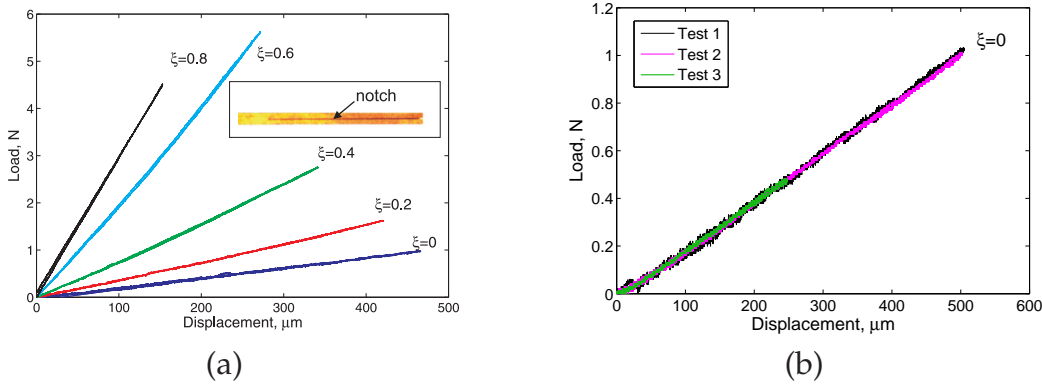 6
5
4
3
2
1
0
Load, N
0
100
200
300
400
500
Displacement, μm
ξ=0.8
ξ=0.6
notch
ξ=0.4
ξ=0.2
ξ=0
(a)
1.2
1
0.8
0.6
0.4
0.2
0
Load, N
0
100
200
300
400
500
600
Displacement, μm
Test 1
Test 2
Test 3
ξ=0
(b)